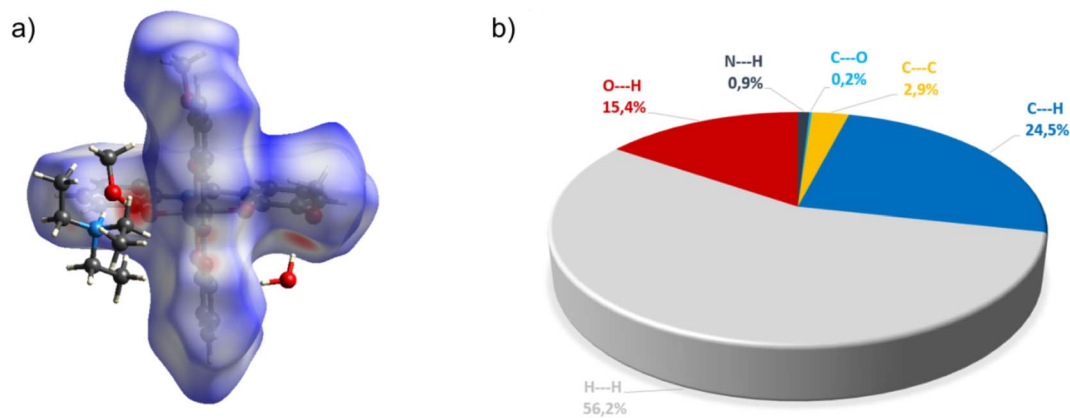 a)
b)
N---H
0,9%
C---O
0,2%
C---C
2,9%
O---H
15,4%
C---H
24,5%
H---H
56,2%